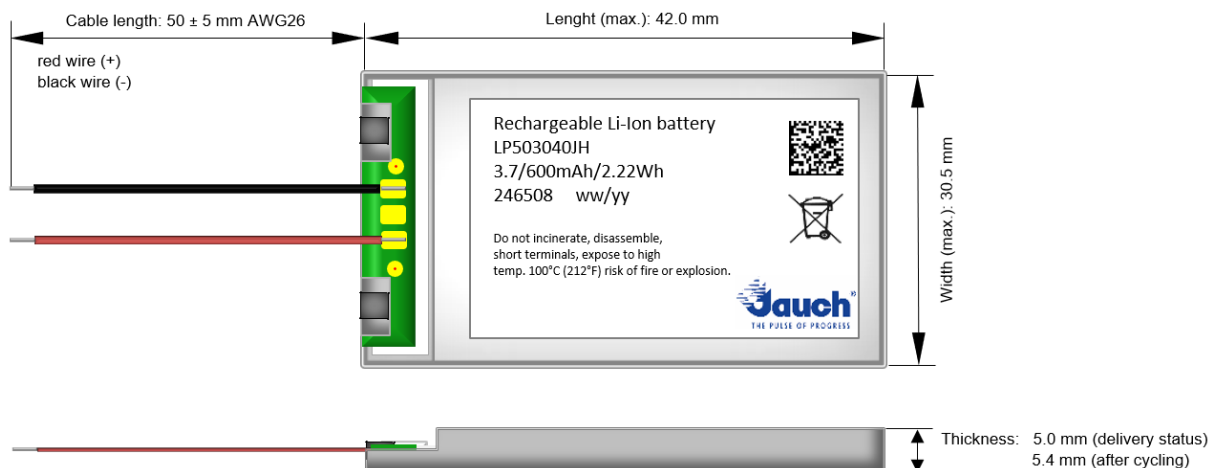 Cable length: 50 ± 5 mm AWG26
Lenght (max.): 42.0 mm
red wire (+)
black wire (-)
Rechargeable Li-Ion battery
LP503040JH
3.7/600mAh/2.22Wh
246508 ww/yy
Do not incinerate, disassemble,
short terminals, expose to high
temp. 100°C (212°F) risk of fire or explosion.
Jauch®
THE PULSE OF PROGRESS
Width (max.): 30.5 mm
Thickness: 5.0 mm (delivery status)
5.4 mm (after cycling)